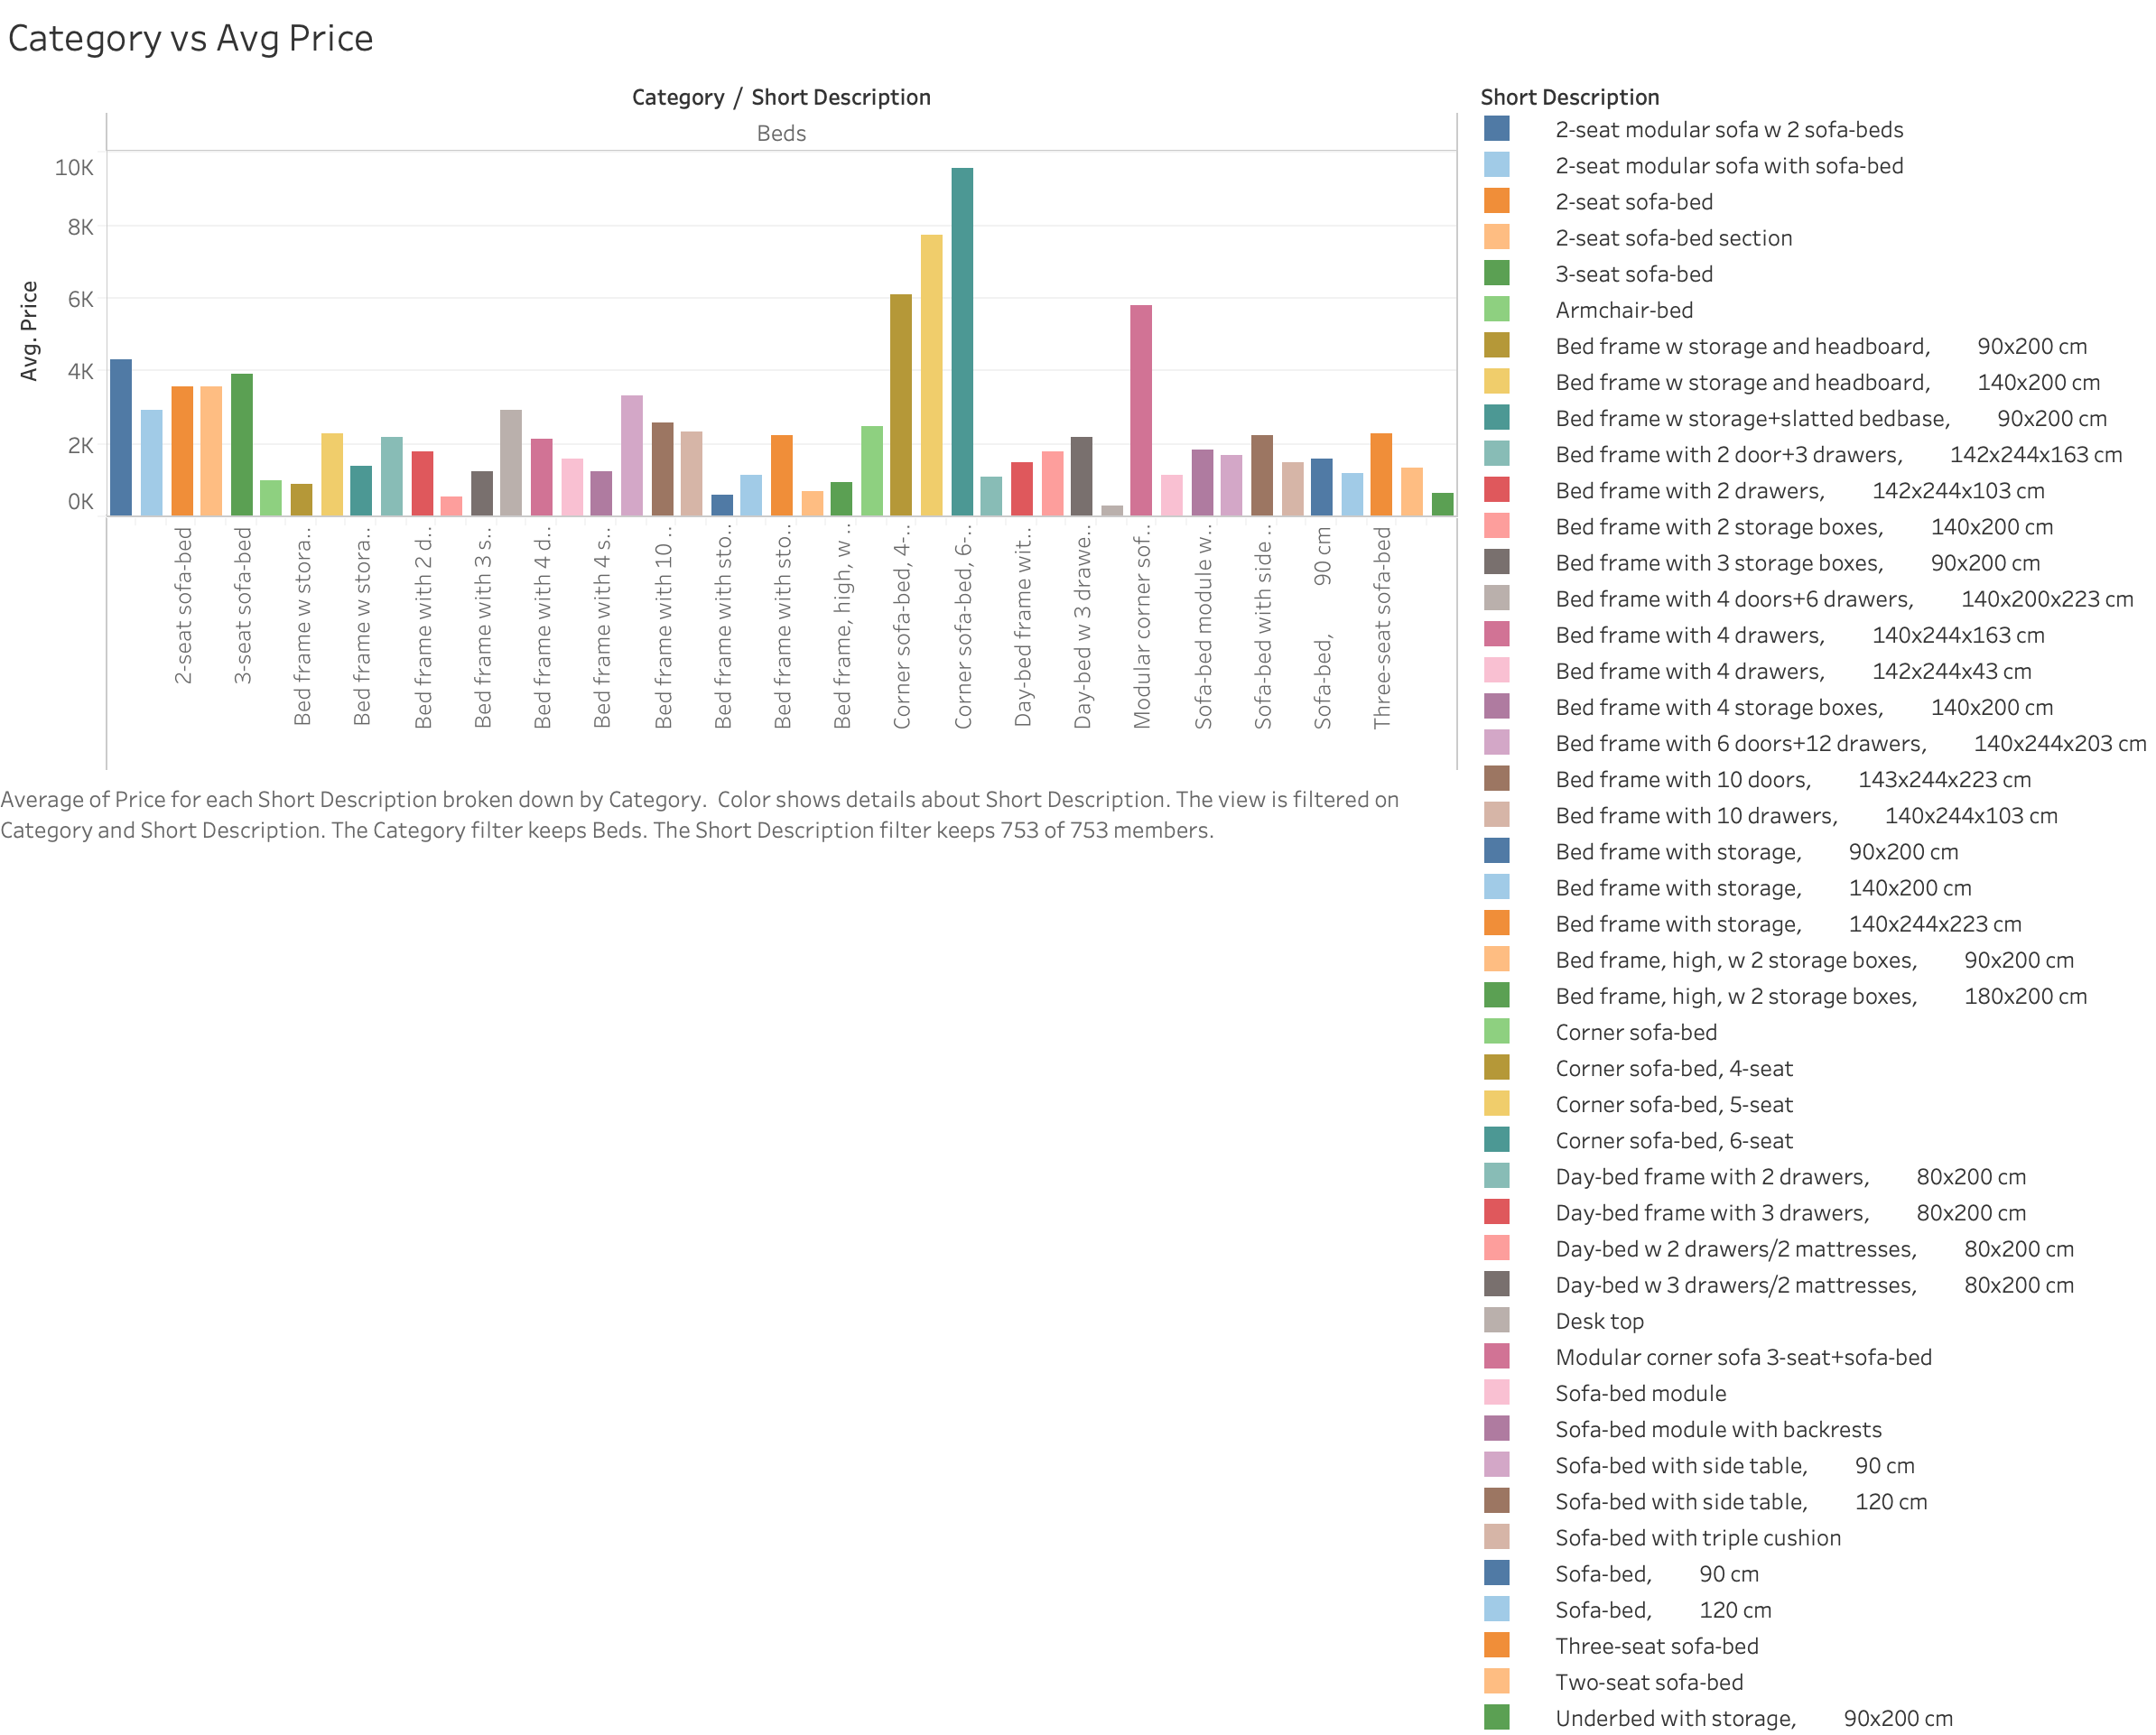 Category vs Avg Price
Category / Short Description
Beds
Avg. Price
10K
8K
6K
4K
2K
0K
2-seat sofa-bed
3-seat sofa-bed
Bed frame w stora..
Bed frame w stora..
Bed frame with 2 d..
Bed frame with 3 s..
Bed frame with 4 d..
Bed frame with 4 s..
Bed frame with 10 ..
Bed frame with sto..
Bed frame with sto..
Bed frame, high, w ..
Corner sofa-bed, 4-..
Corner sofa-bed, 6-..
Day-bed frame wit..
Day-bed w 3 drawe..
Modular corner sof..
Sofa-bed module w..
Sofa-bed with side ..
Sofa-bed, 90 cm
Three-seat sofa-bed
Average of Price for each Short Description broken down by Category. Color shows details about Short Description. The view is filtered on
Category and Short Description. The Category filter keeps Beds. The Short Description filter keeps 753 of 753 members.
Short Description
2-seat modular sofa w 2 sofa-beds
2-seat modular sofa with sofa-bed
2-seat sofa-bed
2-seat sofa-bed section
3-seat sofa-bed
Armchair-bed
Bed frame w storage and headboard, 90x200 cm
Bed frame w storage and headboard, 140x200 cm
Bed frame w storage+slatted bedbase, 90x200 cm
Bed frame with 2 door+3 drawers, 142x244x163 cm
Bed frame with 2 drawers, 142x244x103 cm
Bed frame with 2 storage boxes, 140x200 cm
Bed frame with 3 storage boxes, 90x200 cm
Bed frame with 4 doors+6 drawers, 140x200x223 cm
Bed frame with 4 drawers, 140x244x163 cm
Bed frame with 4 drawers, 142x244x43 cm
Bed frame with 4 storage boxes, 140x200 cm
Bed frame with 6 doors+12 drawers, 140x244x203 cm
Bed frame with 10 doors, 143x244x223 cm
Bed frame with 10 drawers, 140x244x103 cm
Bed frame with storage, 90x200 cm
Bed frame with storage, 140x200 cm
Bed frame with storage, 140x244x223 cm
Bed frame, high, w 2 storage boxes, 90x200 cm
Bed frame, high, w 2 storage boxes, 180x200 cm
Corner sofa-bed
Corner sofa-bed, 4-seat
Corner sofa-bed, 5-seat
Corner sofa-bed, 6-seat
Day-bed frame with 2 drawers, 80x200 cm
Day-bed frame with 3 drawers, 80x200 cm
Day-bed w 2 drawers/2 mattresses, 80x200 cm
Day-bed w 3 drawers/2 mattresses, 80x200 cm
Desk top
Modular corner sofa 3-seat+sofa-bed
Sofa-bed module
Sofa-bed module with backrests
Sofa-bed with side table, 90 cm
Sofa-bed with side table, 120 cm
Sofa-bed with triple cushion
Sofa-bed, 90 cm
Sofa-bed, 120 cm
Three-seat sofa-bed
Two-seat sofa-bed
Underbed with storage, 90x200 cm